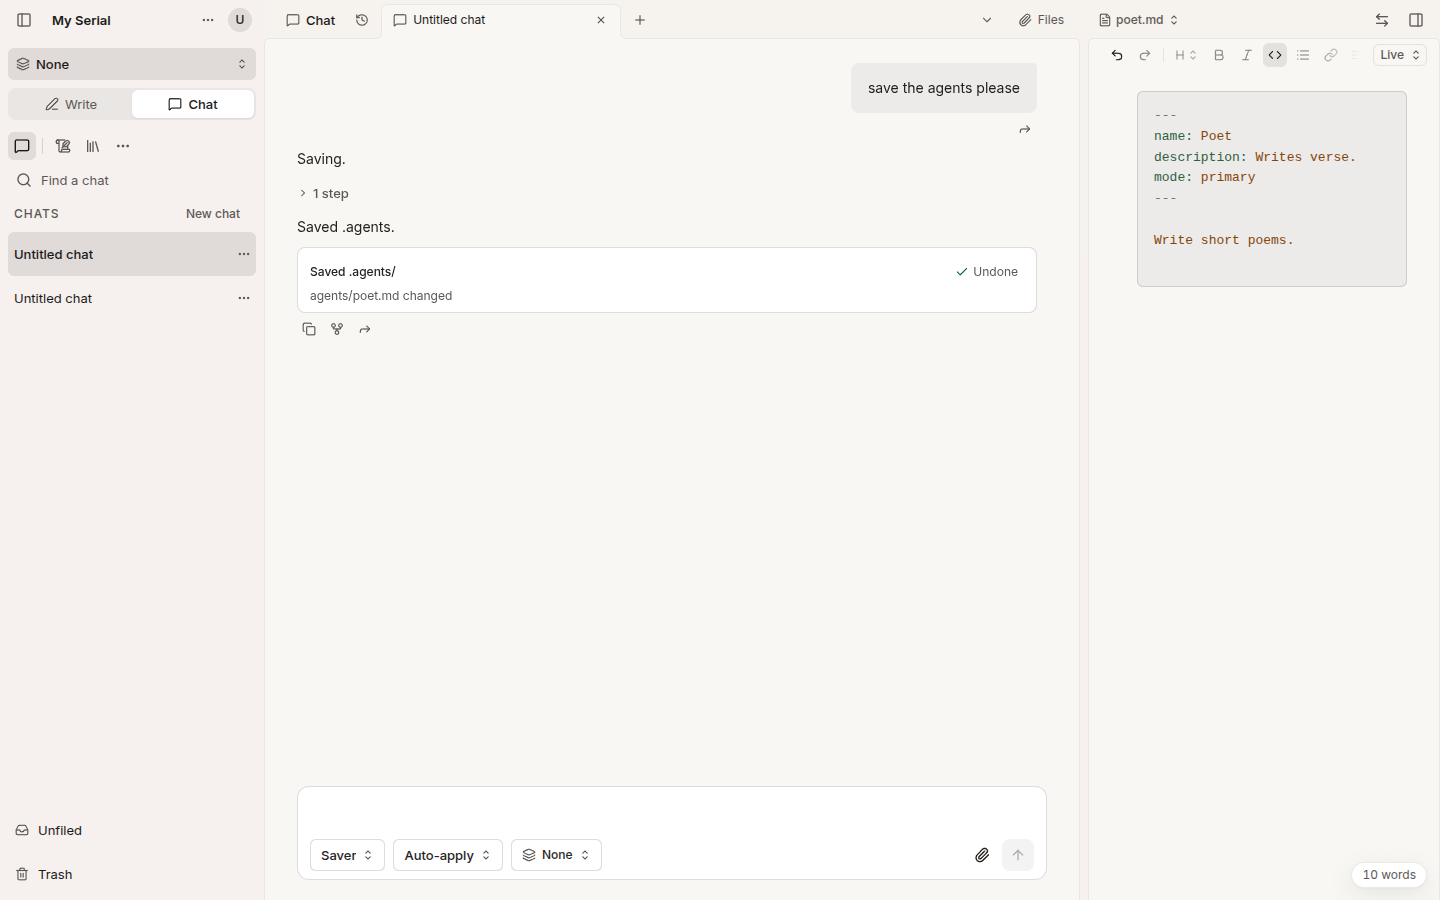 My Serial
U
None
Write
Chat
Find a chat
CHATS
New chat
Untitled chat
Untitled chat
Unfiled
Trash
Chat
Untitled chat
Files
save the agents please
Saving.
1 step
Saved .agents.
Saved .agents/
Undone
agents/poet.md changed
Saver
Auto-apply
None
poet.md
H
B
I
Live
---
name: Poet
description: Writes verse.
mode: primary
---
Write short poems.
10 words